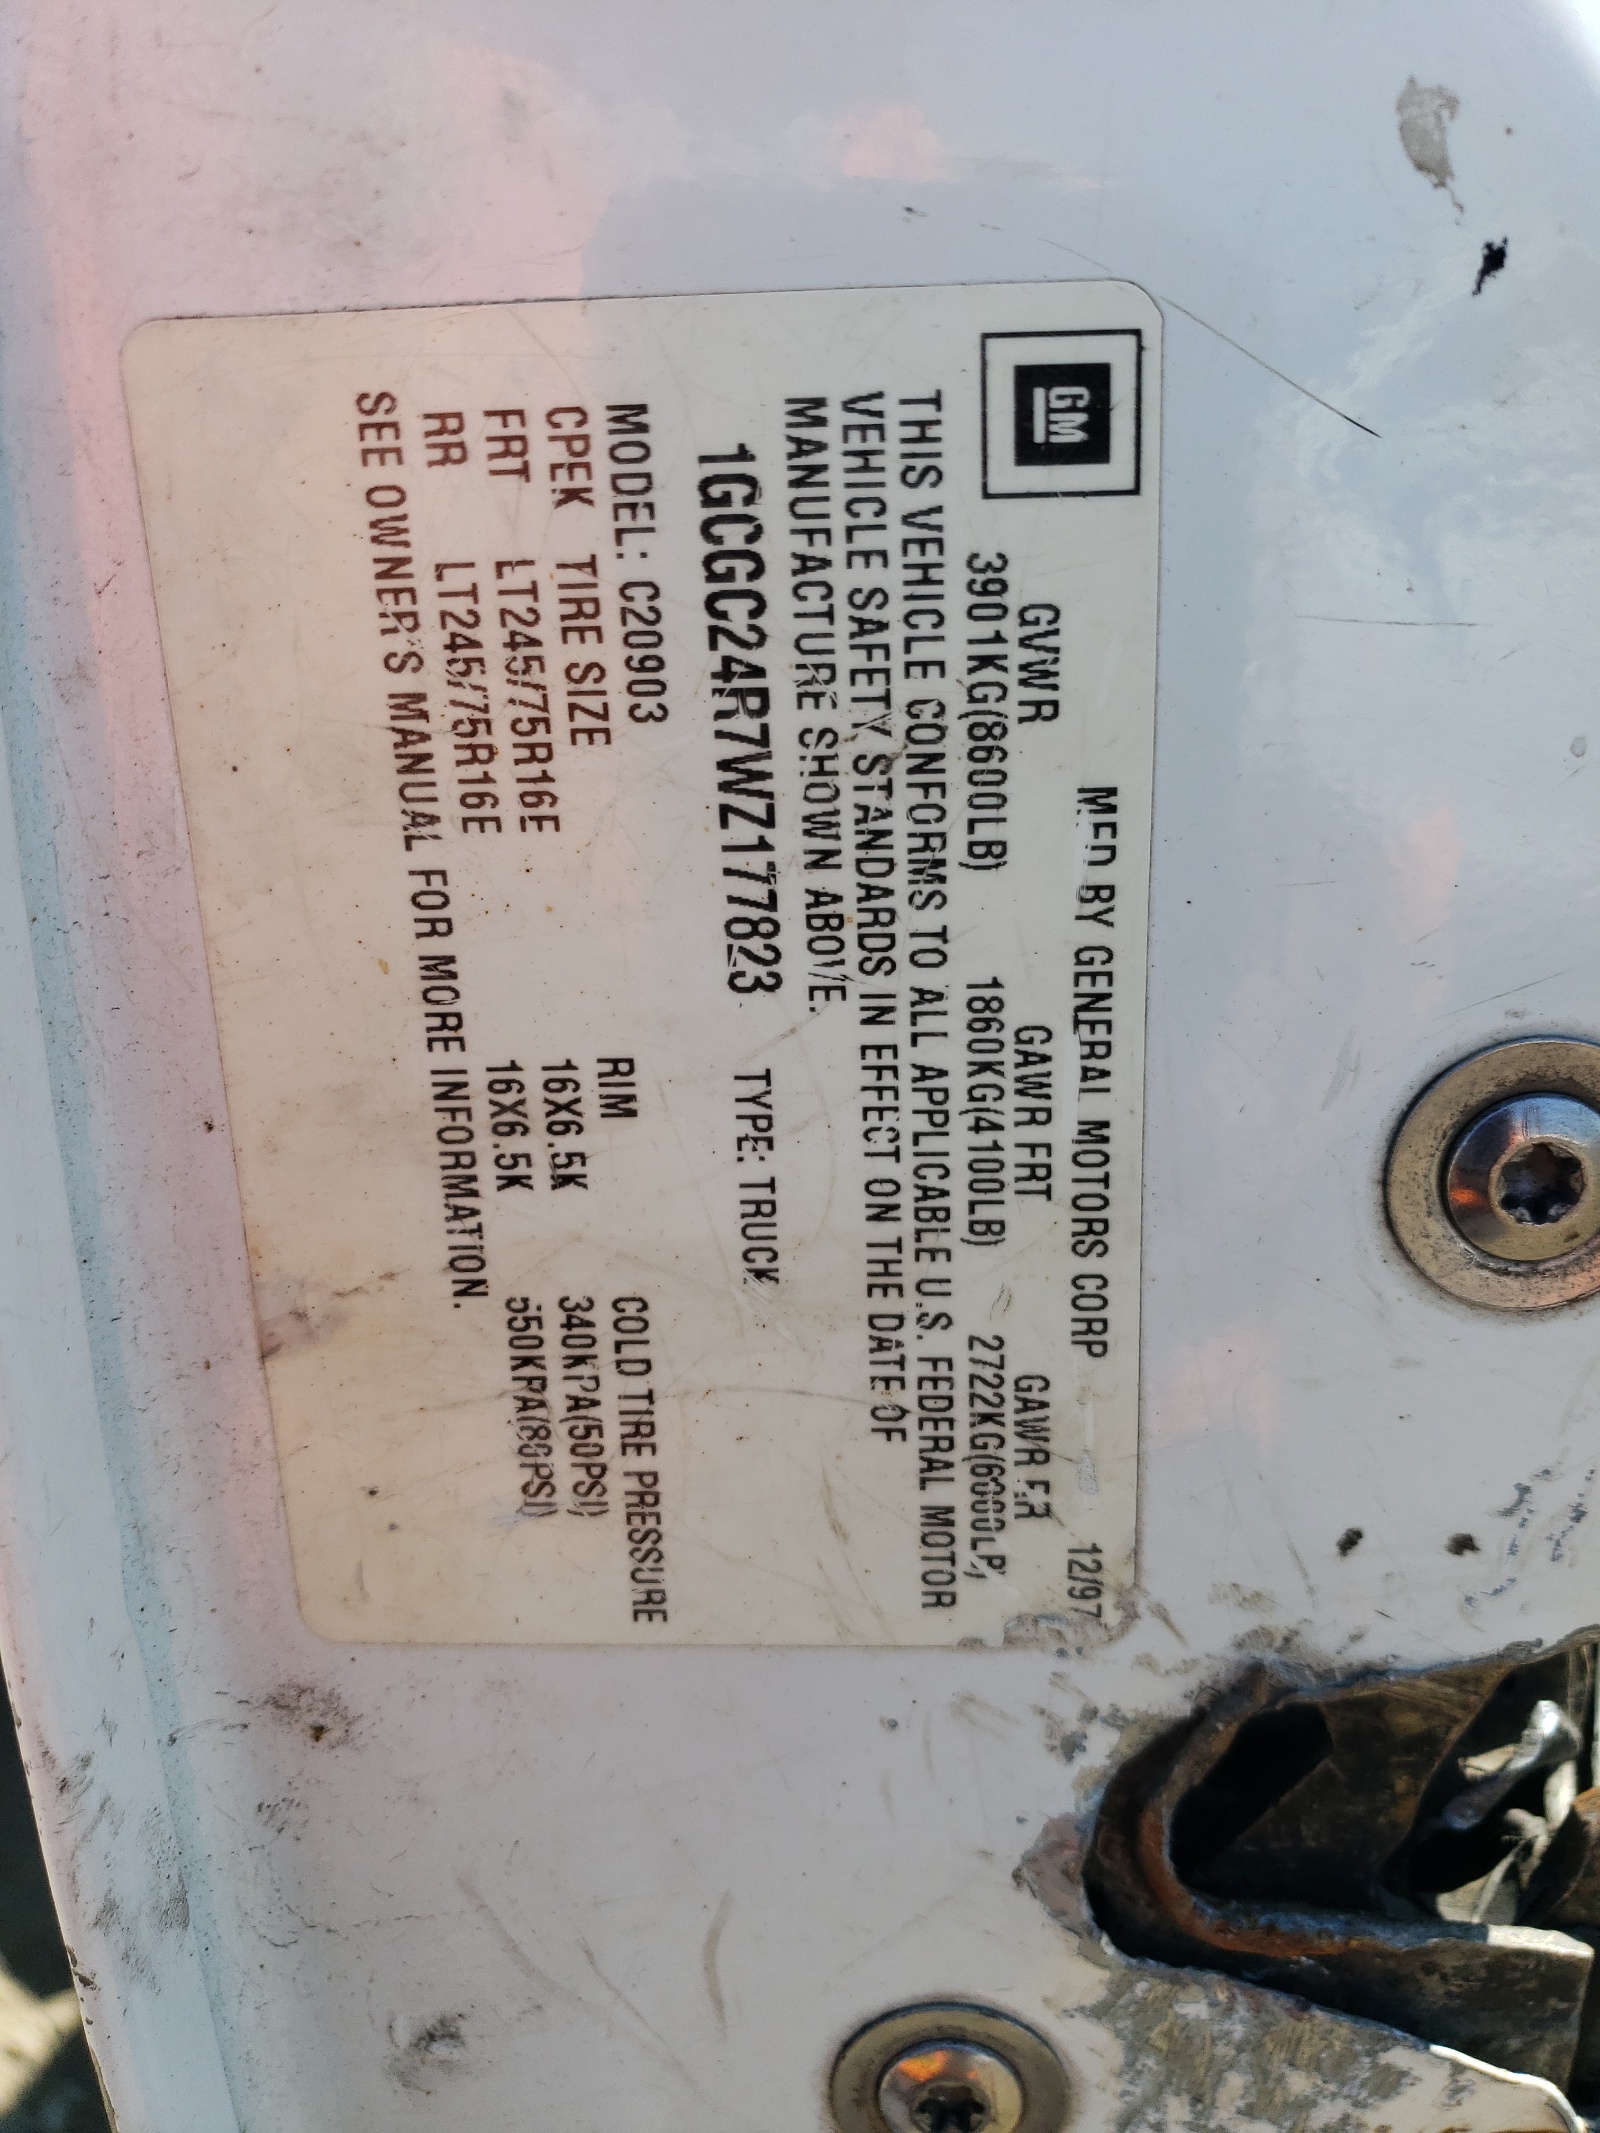 GM
MFD BY GENERAL MOTORS CORP 12/97
GVWR GAWR FRT GAWR RR
3901KG(8600LB) 1860KG(4100LB) 2722KG(6000LB)
THIS VEHICLE CONFORMS TO ALL APPLICABLE U.S. FEDERAL MOTOR
VEHICLE SAFETY STANDARDS IN EFFECT ON THE DATE OF
MANUFACTURE SHOWN ABOVE.
1GCGC24R7WZ177823 TYPE: TRUCK
MODEL: C20903
CPEK TIRE SIZE RIM COLD TIRE PRESSURE
FRT LT245/75R16E 16X6.5K 340KPA(50PSI)
RR LT245/75R16E 16X6.5K 550KPA(80PSI)
SEE OWNER'S MANUAL FOR MORE INFORMATION.